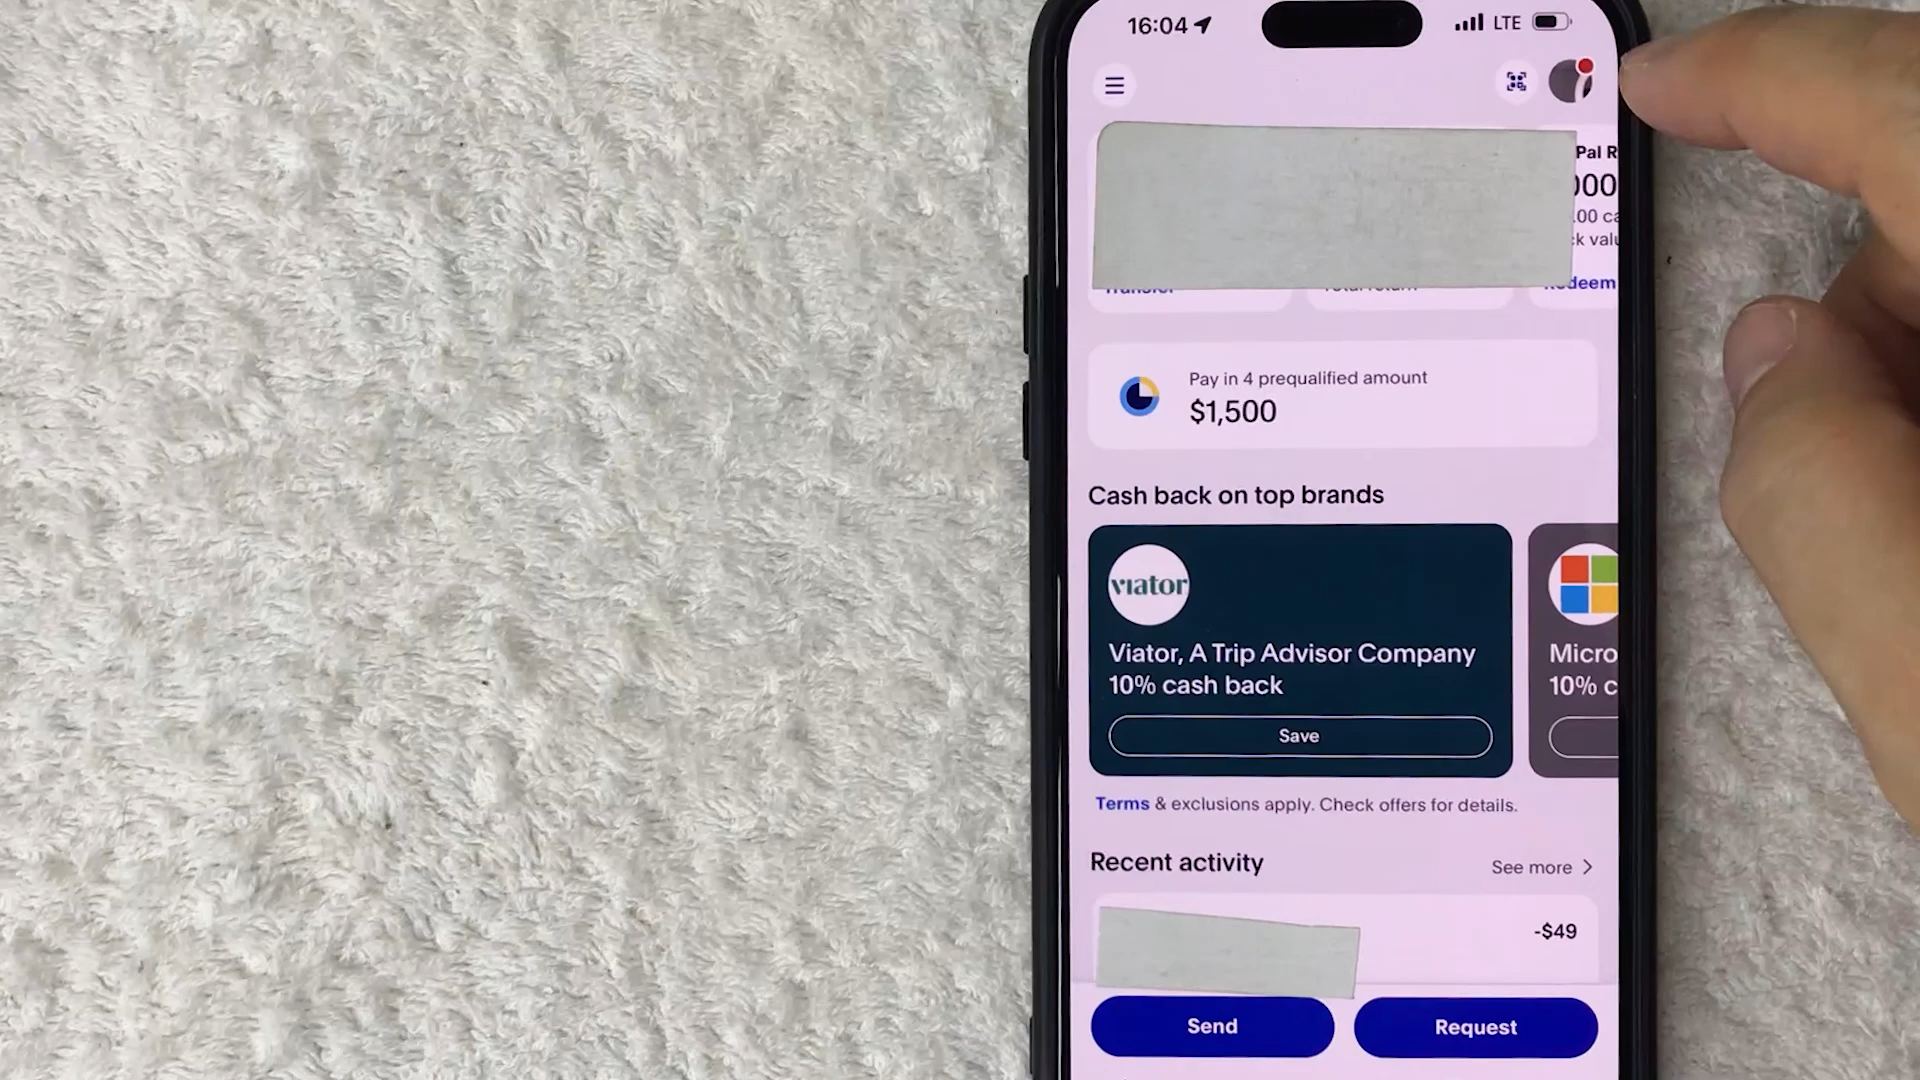 16:04
LTE
Pal R
000
.00 ca
k valu
Transfer
Total return
Redeem
Pay in 4 prequalified amount
$1,500
Cash back on top brands
viator
Viator, A Trip Advisor Company
10% cash back
Save
Micro
10% c
Terms & exclusions apply. Check offers for details.
Recent activity
See more
-$49
Send
Request